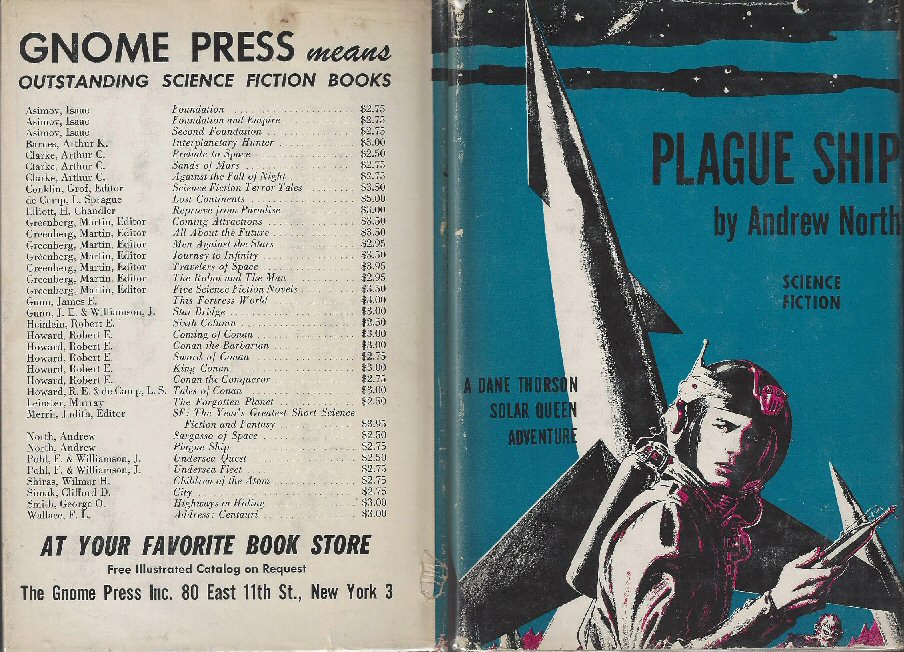 GNOME PRESS means
OUTSTANDING SCIENCE FICTION BOOKS
Asimov, Isaac Foundation $2.75
Asimov, Isaac Foundation and Empire $2.75
Asimov, Isaac Second Foundation $2.75
Barnes, Arthur K. Interplanetary Hunter $3.00
Clarke, Arthur C. Prelude to Space $2.50
Clarke, Arthur C. Sands of Mars $2.75
Clarke, Arthur C. Against the Fall of Night $2.75
Conklin, Grof, Editor Science Fiction Terror Tales $3.50
de Camp, L. Sprague Lost Continents $5.00
Elliott, H. Chandler Reprieve from Paradise $3.00
Greenberg, Martin, Editor Coming Attractions $3.50
Greenberg, Martin, Editor All About the Future $3.50
Greenberg, Martin, Editor Men Against the Stars $2.95
Greenberg, Martin, Editor Journey to Infinity $3.50
Greenberg, Martin, Editor Travelers of Space $3.95
Greenberg, Martin, Editor The Robot and The Man $2.95
Greenberg, Martin, Editor Five Science Fiction Novels $3.50
Gunn, James E. This Fortress World $3.00
Gunn, J. E. & Williamson, J. Star Bridge $3.00
Heinlein, Robert E. Sixth Column $2.50
Howard, Robert E. Coming of Conan $3.00
Howard, Robert E. Conan the Barbarian $3.00
Howard, Robert E. Sword of Conan $2.75
Howard, Robert E. King Conan $3.00
Howard, Robert E. Conan the Conqueror $2.75
Howard, R. E. & de Camp, L. S. Tales of Conan $3.00
Leinster, Murray The Forgotten Planet $2.50
Merril, Judith, Editor SF: The Year's Greatest Short Science
Fiction and Fantasy $3.95
North, Andrew Sargasso of Space $2.50
North, Andrew Plague Ship $2.75
Pohl, F. & Williamson, J. Undersea Quest $2.50
Pohl, F. & Williamson, J. Undersea Fleet $2.75
Shiras, Wilmar H. Children of the Atom $2.75
Simak, Clifford D. City $2.75
Smith, George O. Highways in Hiding $3.00
Wallace, F. L. Address: Centauri $3.00
AT YOUR FAVORITE BOOK STORE
Free Illustrated Catalog on Request
The Gnome Press Inc. 80 East 11th St., New York 3
PLAGUE SHIP
by Andrew North
SCIENCE
FICTION
A DANE THORSON
SOLAR QUEEN
ADVENTURE